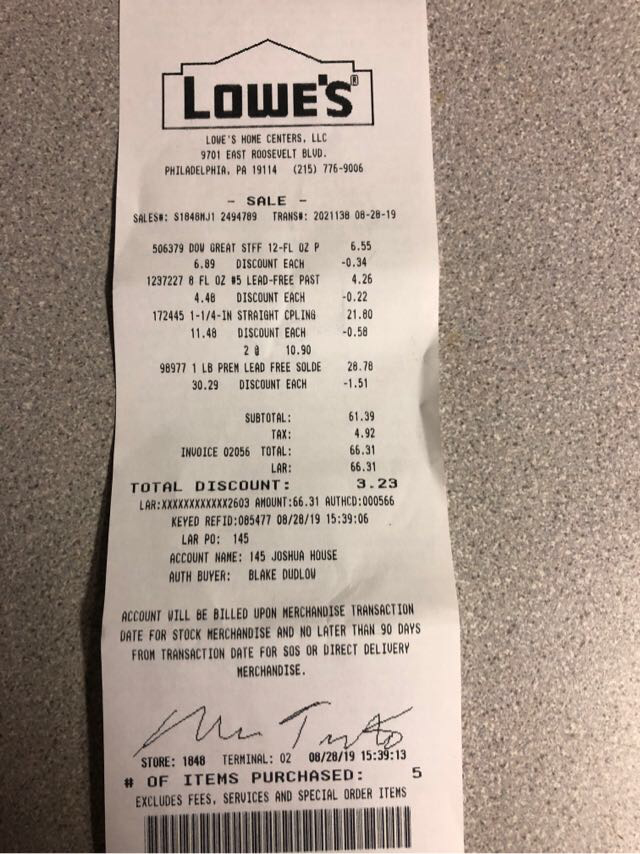 LOWE'S®
LOWE'S HOME CENTERS, LLC
9701 EAST ROOSEVELT BLVD.
PHILADELPHIA, PA 19114 (215) 776-9006
- SALE -
SALES#: S1848MJ1 2494789 TRANS#: 2021138 08-28-19
506379 DOW GREAT STFF 12-FL OZ P 6.55
6.89 DISCOUNT EACH -0.34
1237227 8 FL OZ #5 LEAD-FREE PAST 4.26
4.48 DISCOUNT EACH -0.22
172445 1-1/4-IN STRAIGHT CPLING 21.80
11.48 DISCOUNT EACH -0.58
2 @ 10.90
98977 1 LB PREM LEAD FREE SOLDE 28.78
30.29 DISCOUNT EACH -1.51
SUBTOTAL: 61.39
TAX: 4.92
INVOICE 02056 TOTAL: 66.31
LAR: 66.31
TOTAL DISCOUNT: 3.23
LAR:XXXXXXXXXXXX2603 AMOUNT:66.31 AUTHCD:000566
KEYED REFID:085477 08/28/19 15:39:06
LAR PO: 145
ACCOUNT NAME: 145 JOSHUA HOUSE
AUTH BUYER: BLAKE DUDLOW
ACCOUNT WILL BE BILLED UPON MERCHANDISE TRANSACTION
DATE FOR STOCK MERCHANDISE AND NO LATER THAN 90 DAYS
FROM TRANSACTION DATE FOR SOS OR DIRECT DELIVERY
MERCHANDISE.
STORE: 1848 TERMINAL: 02 08/28/19 15:39:13
# OF ITEMS PURCHASED: 5
EXCLUDES FEES, SERVICES AND SPECIAL ORDER ITEMS